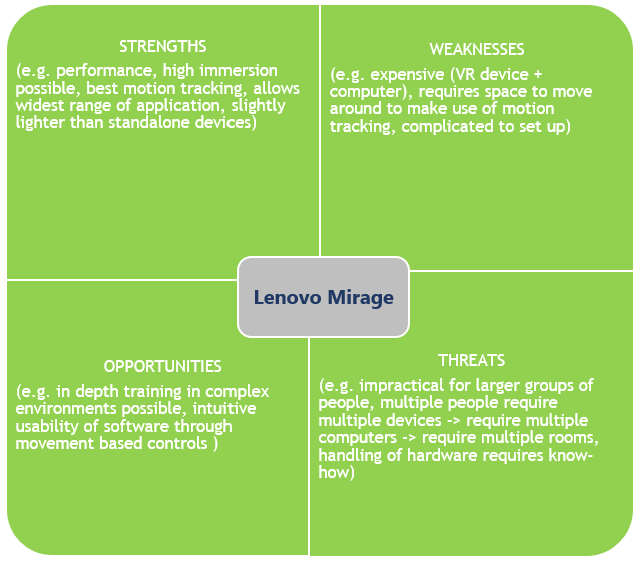 STRENGTHS
(e.g. performance, high immersion
possible, best motion tracking, allows
widest range of application, slightly
lighter than standalone devices)
WEAKNESSES
(e.g. expensive (VR device +
computer), requires space to move
around to make use of motion
tracking, complicated to set up)
Lenovo Mirage
OPPORTUNITIES
(e.g. in depth training in complex
environments possible, intuitive
usability of software through
movement based controls )
THREATS
(e.g. impractical for larger groups of
people, multiple people require
multiple devices -> require multiple
computers -> require multiple rooms,
handling of hardware requires know-
how)